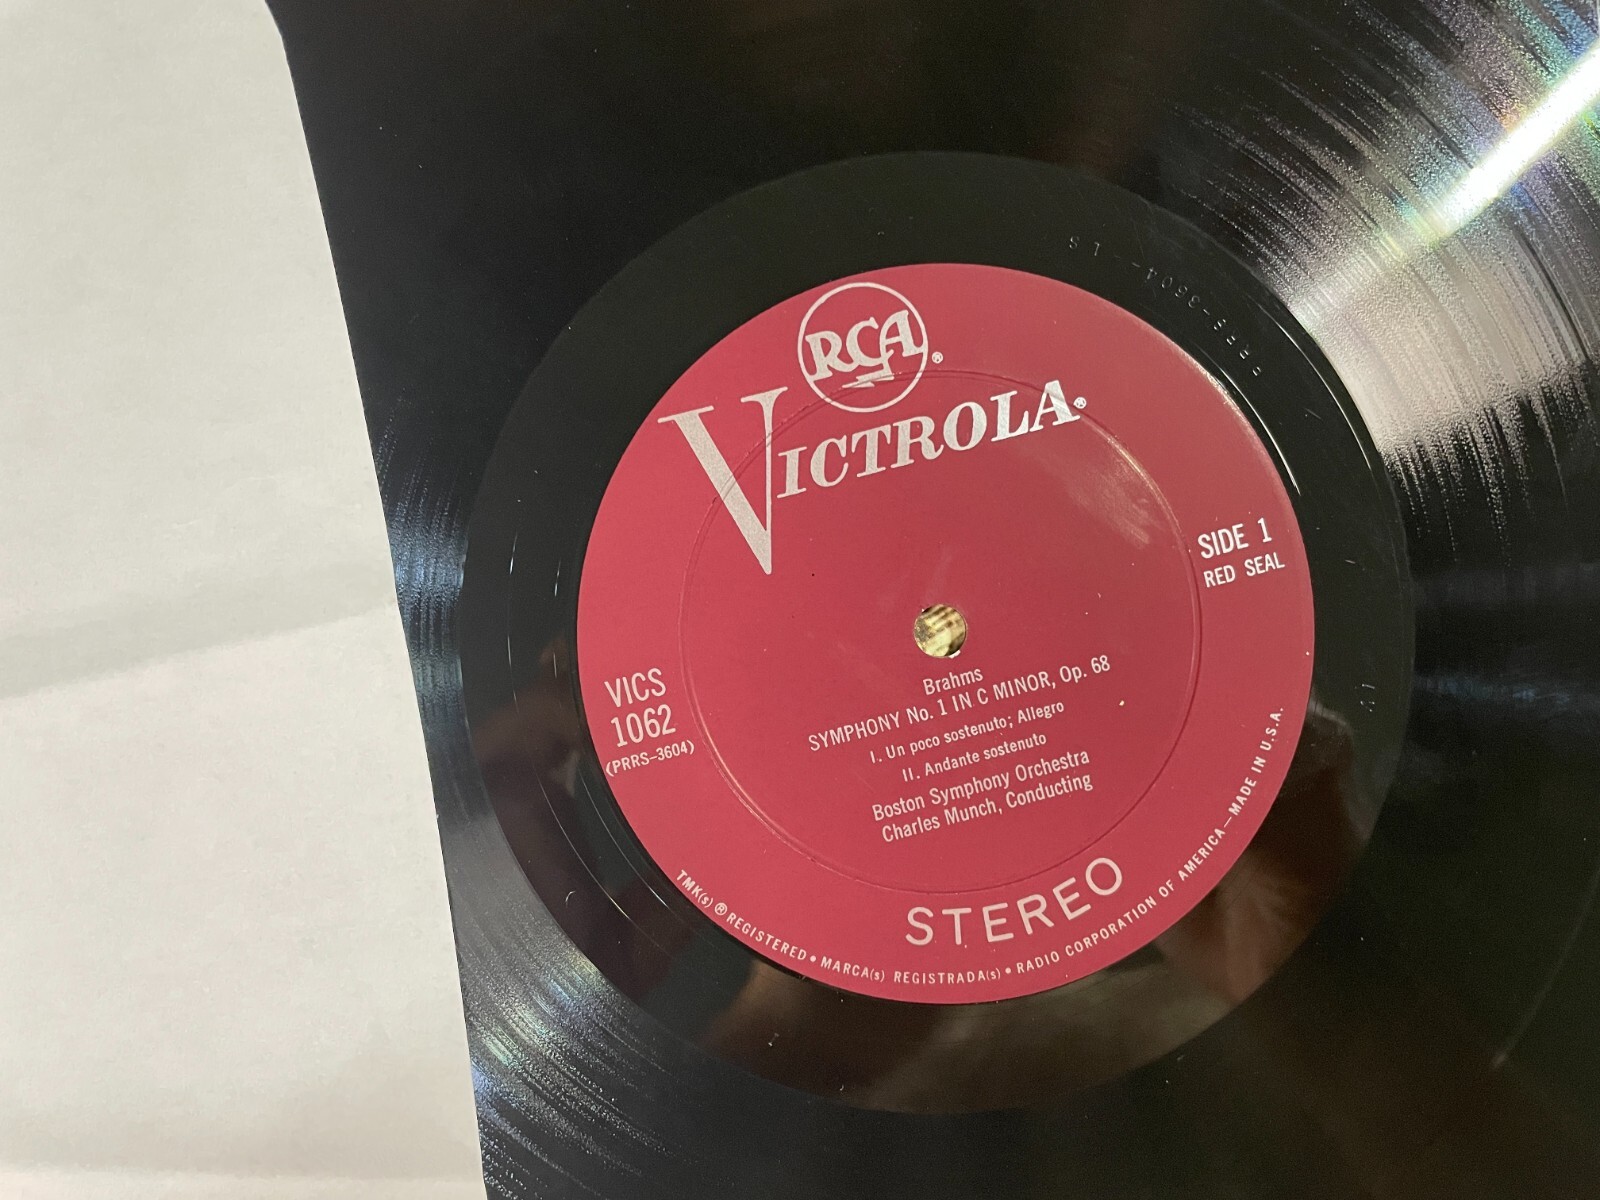 RCA ®
VICTROLA®
SIDE 1
RED SEAL
VICS
1062
(PRRS-3604)
Brahms
SYMPHONY No. 1 IN C MINOR, Op. 68
I. Un poco sostenuto; Allegro
II. Andante sostenuto
Boston Symphony Orchestra
Charles Munch, Conducting
STEREO
TMK(s) ® REGISTERED • MARCA(s) REGISTRADA(s) • RADIO CORPORATION OF AMERICA—MADE IN U.S.A.